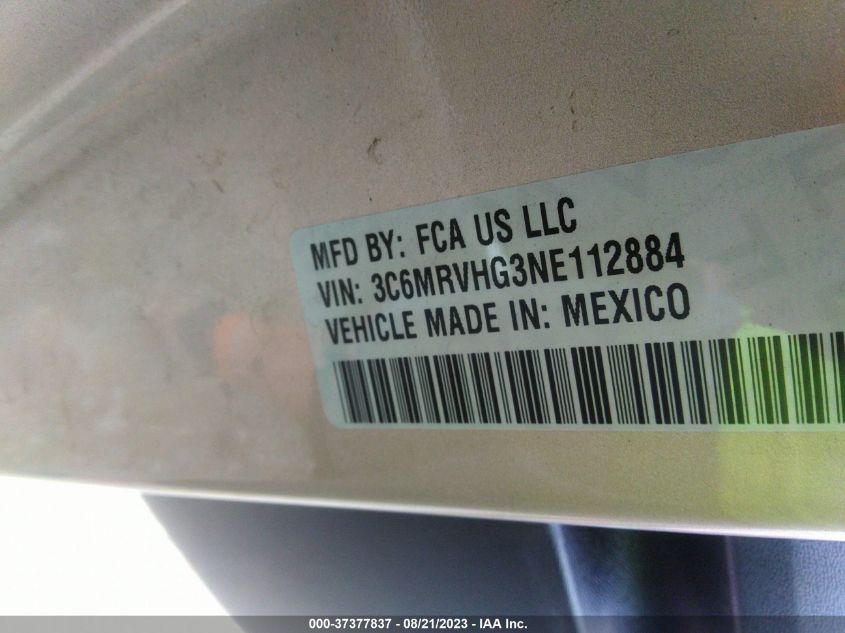 MFD BY: FCA US LLC
VIN: 3C6MRVHG3NE112884
VEHICLE MADE IN: MEXICO
000-37377837 - 08/21/2023 - IAA Inc.